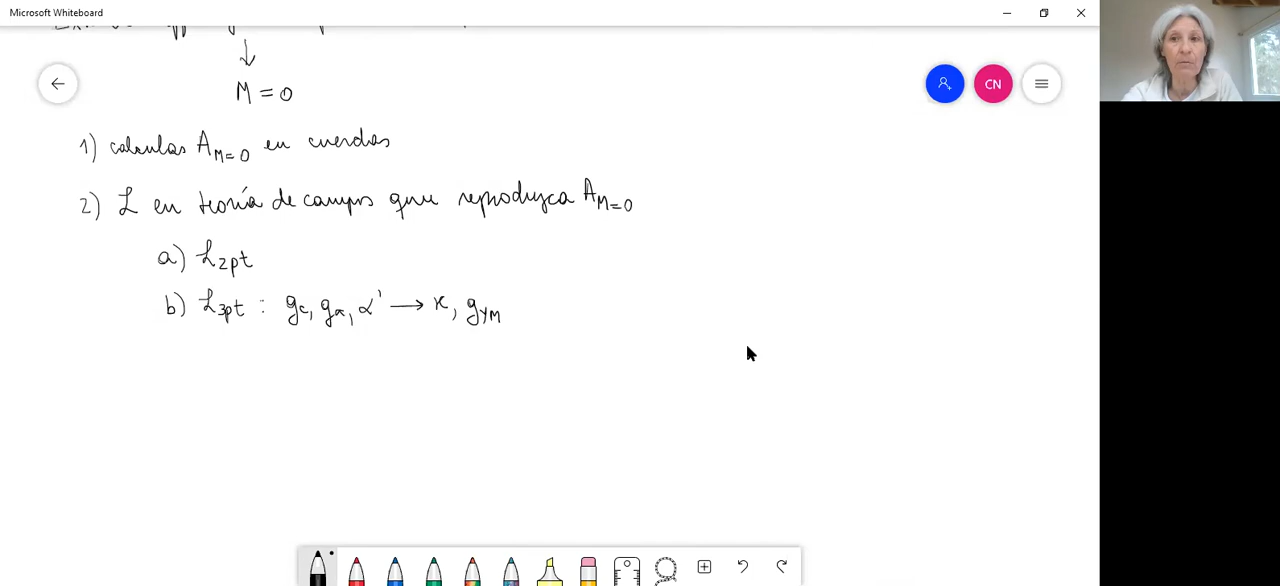 Microsoft Whiteboard
CN
↓
M = 0
1) calculas A_{M=0} en cuerdas
2) ℒ en teoría de campos que reproduzca A_{M=0}
a) ℒ_{2pt}
b) ℒ_{3pt} : g_c, g_α, α' → κ, g_{YM}